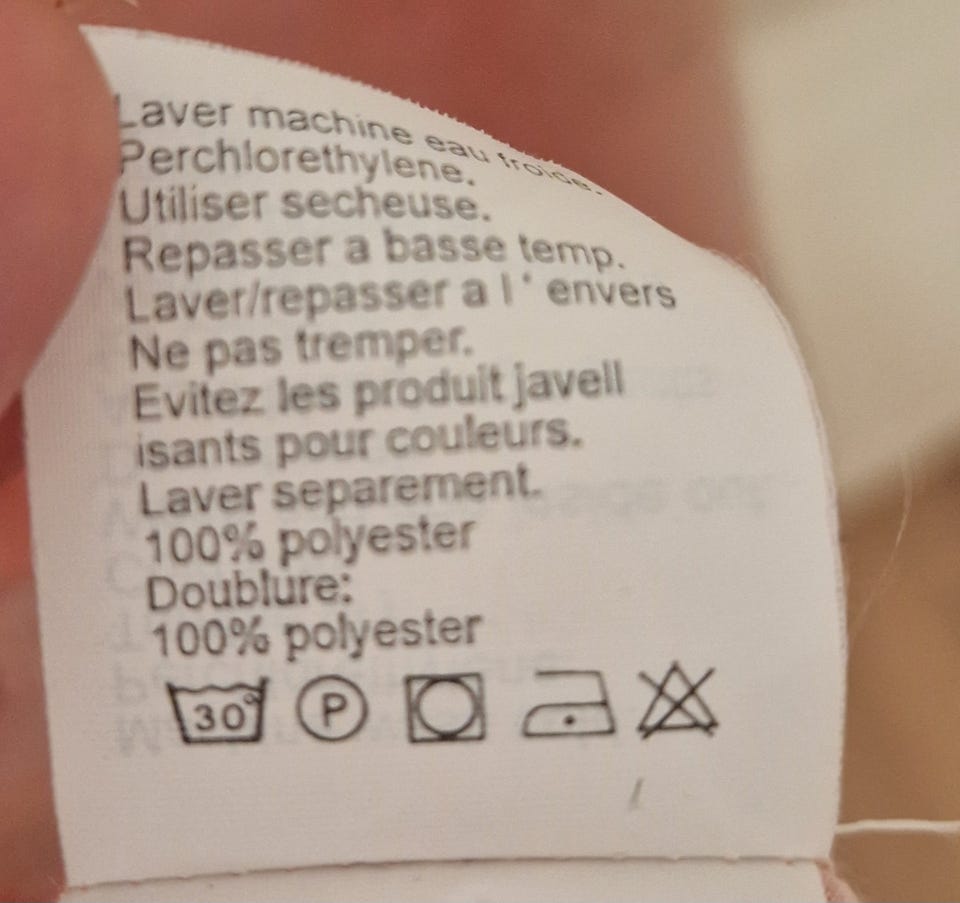 Laver machine eau froide.
Perchlorethylene.
Utiliser secheuse.
Repasser a basse temp.
Laver/repasser a l ' envers
Ne pas tremper.
Evitez les produit javell
isants pour couleurs.
Laver separement.
100% polyester
Doublure:
100% polyester
30° P